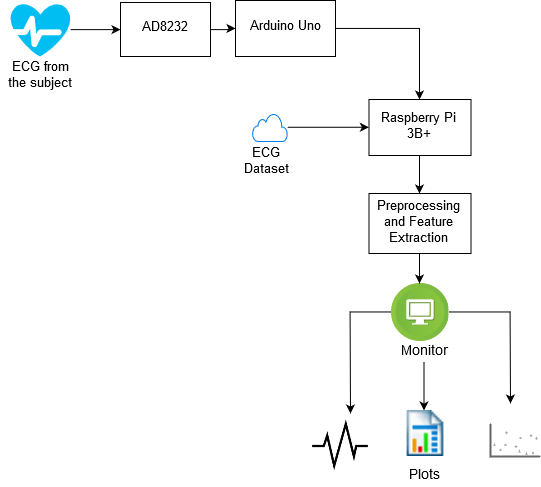 ECG from
the subject
AD8232
Arduino Uno
Raspberry Pi
3B+
ECG
Dataset
Preprocessing
and Feature
Extraction
Monitor
Plots